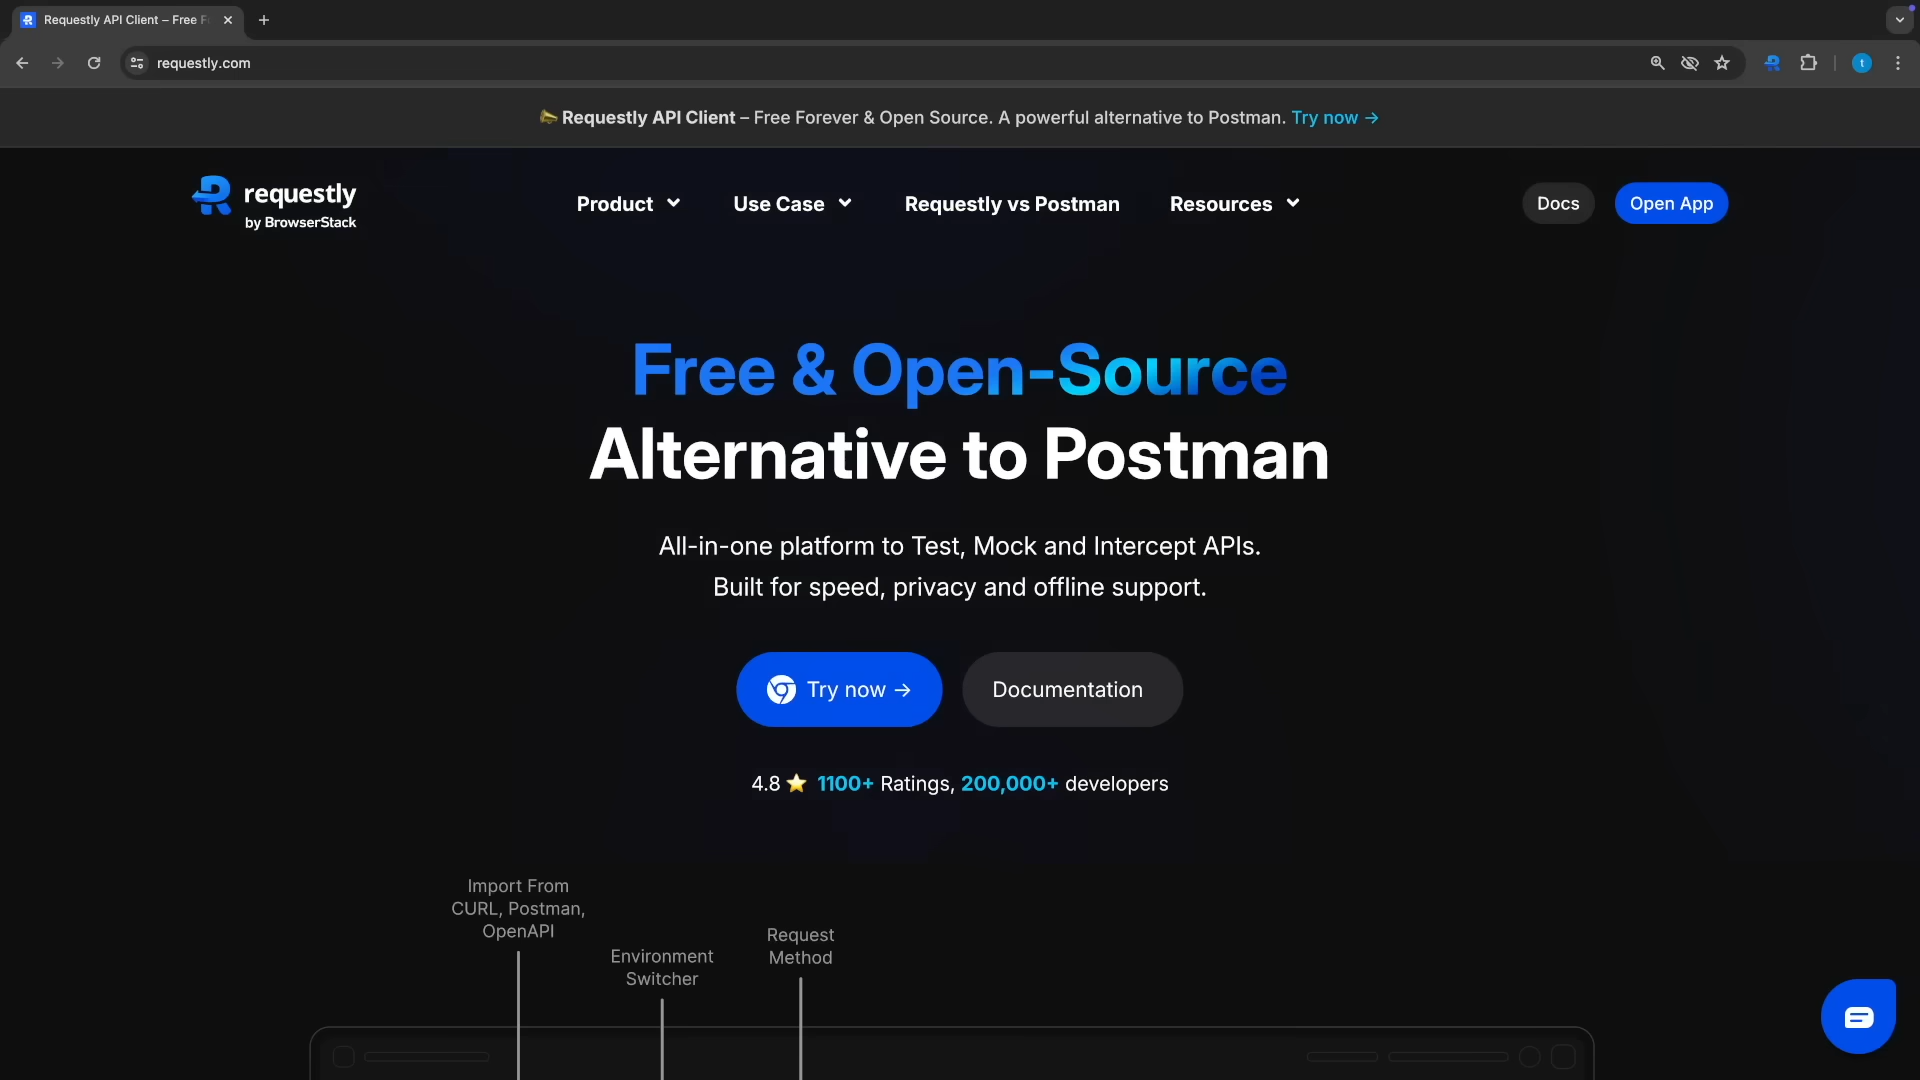 Requestly API Client – Free F
requestly.com
t
Requestly API Client – Free Forever & Open Source. A powerful alternative to Postman. Try now →
requestly
by BrowserStack
Product
Use Case
Requestly vs Postman
Resources
Docs
Open App
Free & Open-Source
Alternative to Postman
All-in-one platform to Test, Mock and Intercept APIs.
Built for speed, privacy and offline support.
Try now →
Documentation
4.8 ⭐ 1100+ Ratings, 200,000+ developers
Import From
CURL, Postman,
OpenAPI
Environment
Switcher
Request
Method